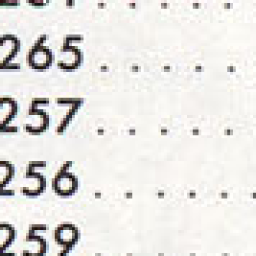 265 . . . . .
257 . . . . .
256 . . . . . .
259 . . . . .